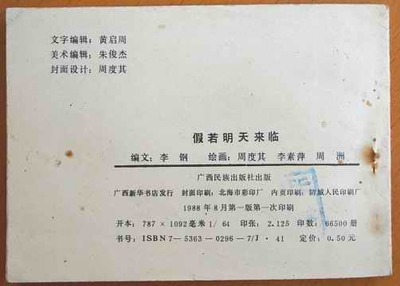 文字编辑：黄启周
美术编辑：朱俊杰
封面设计：周度其
假若明天来临
编文：李 钢 绘画：周度其 李素萍 周 洲
广西民族出版社出版
广西新华书店发行 封面印刷：北海市彩印厂 内页印刷：防城人民印刷厂
1988年8月第一版第一次印刷
开本：787×1092毫米1/64 印张：2.125 印数：66500册
书号：ISBN7-5363-0296-7/J·41 定价：0.50元